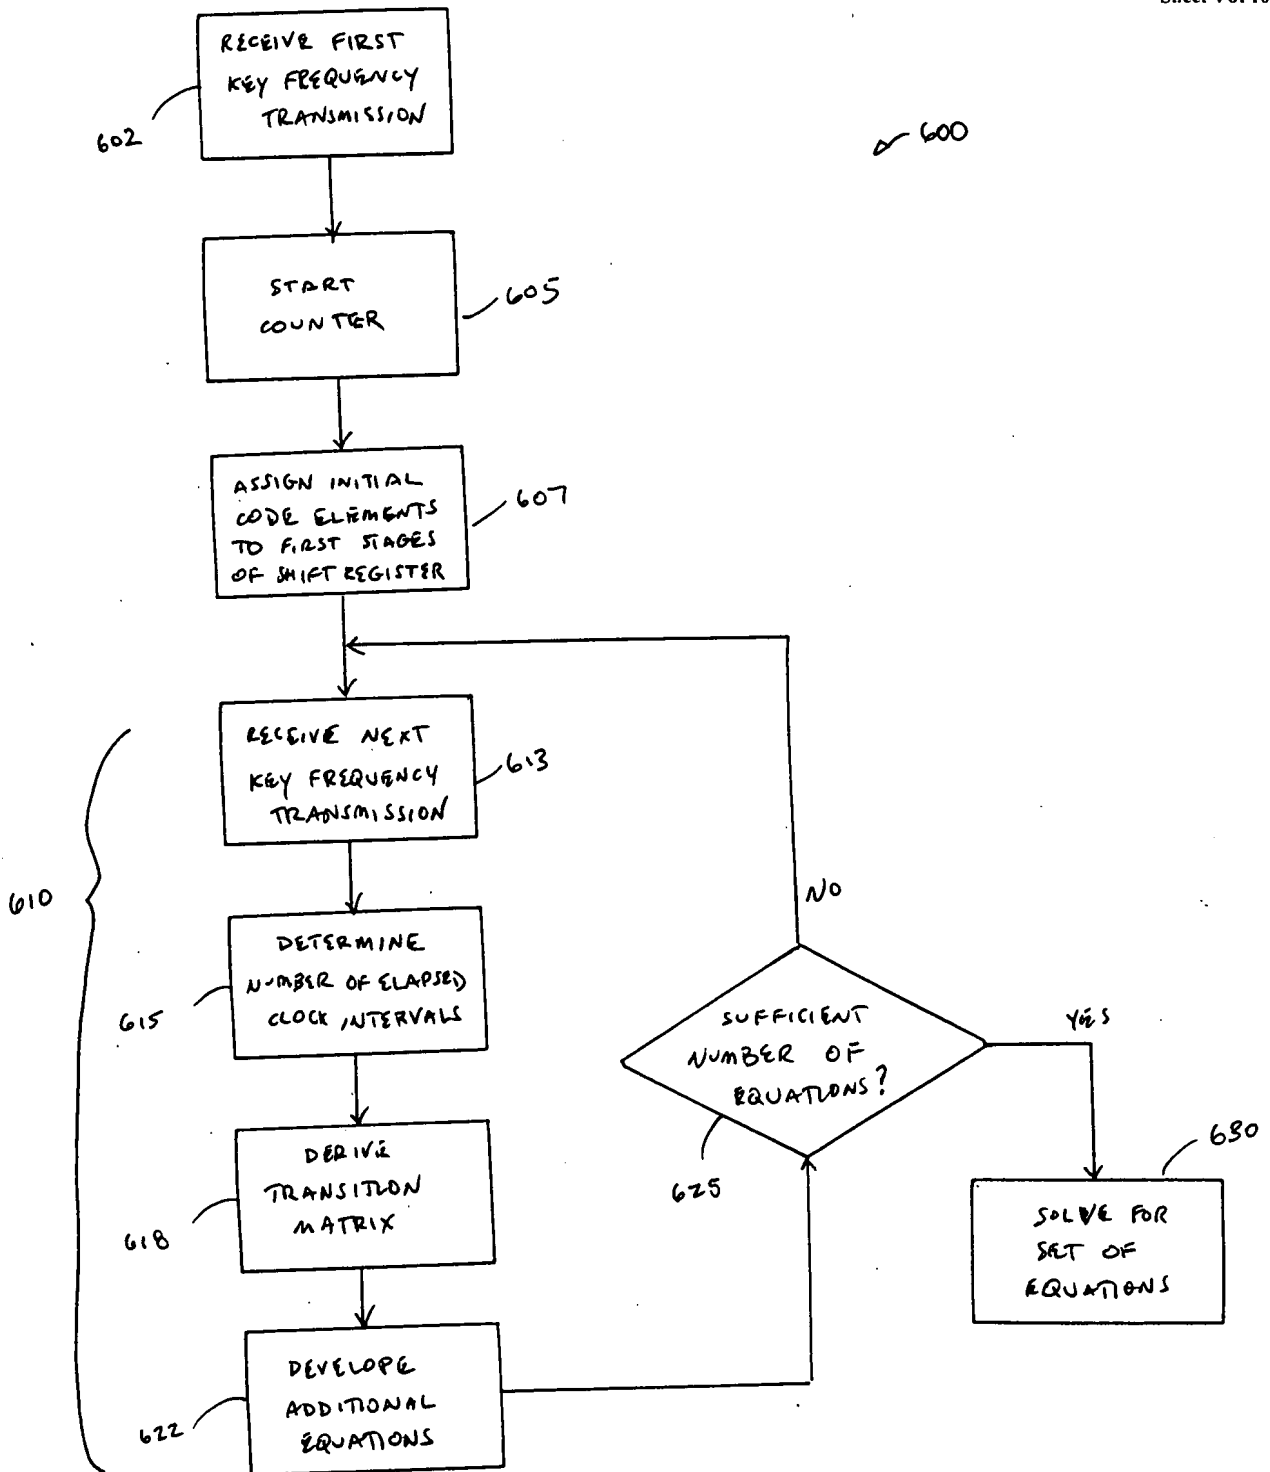 RECEIVE FIRST
KEY FREQUENCY
TRANSMISSION
602
600
START
COUNTER
605
ASSIGN INITIAL
CODE ELEMENTS
TO FIRST STAGES
OF SHIFT REGISTER
607
RECEIVE NEXT
KEY FREQUENCY
TRANSMISSION
613
610
DETERMINE
NUMBER OF ELAPSED
CLOCK INTERVALS
615
NO
SUFFICIENT
NUMBER OF
EQUATIONS?
625
YES
DERIVE
TRANSITION
MATRIX
618
630
SOLVE FOR
SET OF
EQUATIONS
DEVELOPE
ADDITIONAL
EQUATIONS
622